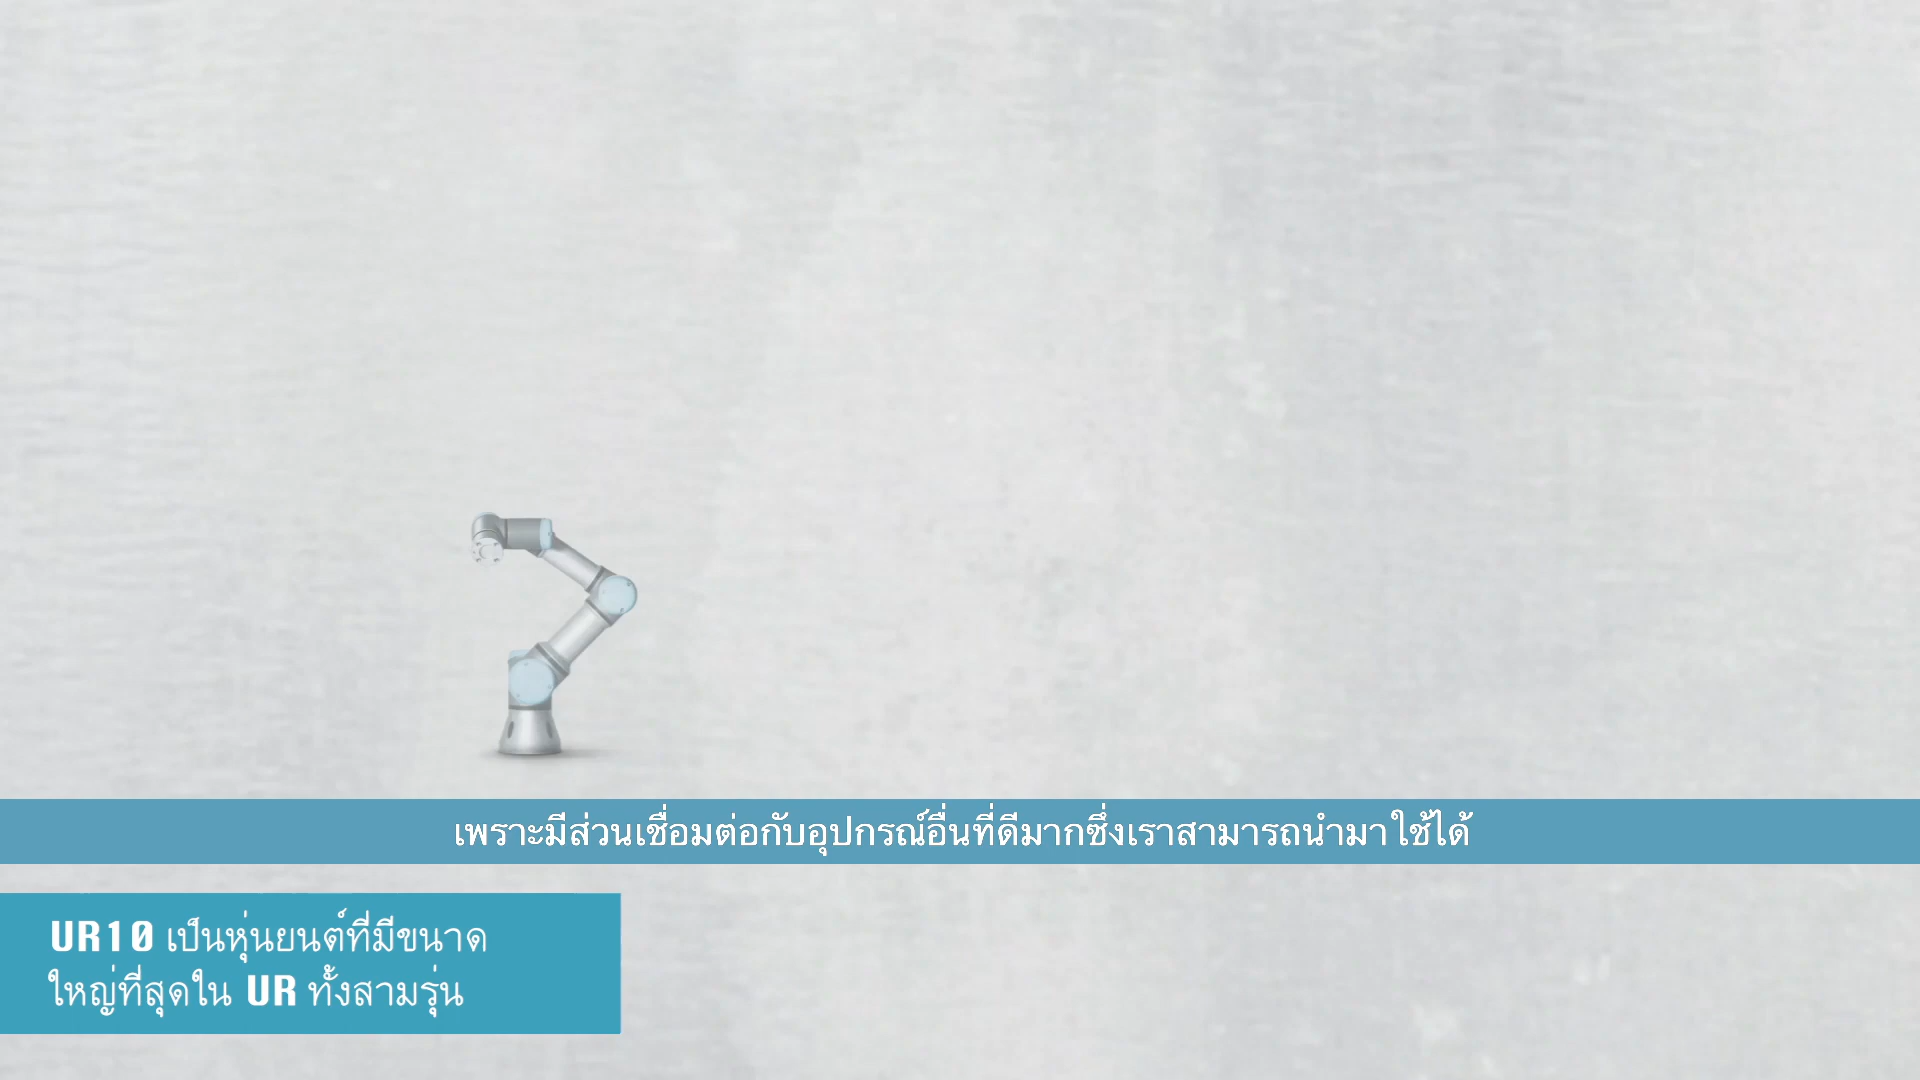 เพราะมีส่วนเชื่อมต่อกับอุปกรณ์อื่นที่ดีมากซึ่งเราสามารถนำมาใช้ได้
UR10 เป็นหุ่นยนต์ที่มีขนาด
ใหญ่ที่สุดใน UR ทั้งสามรุ่น